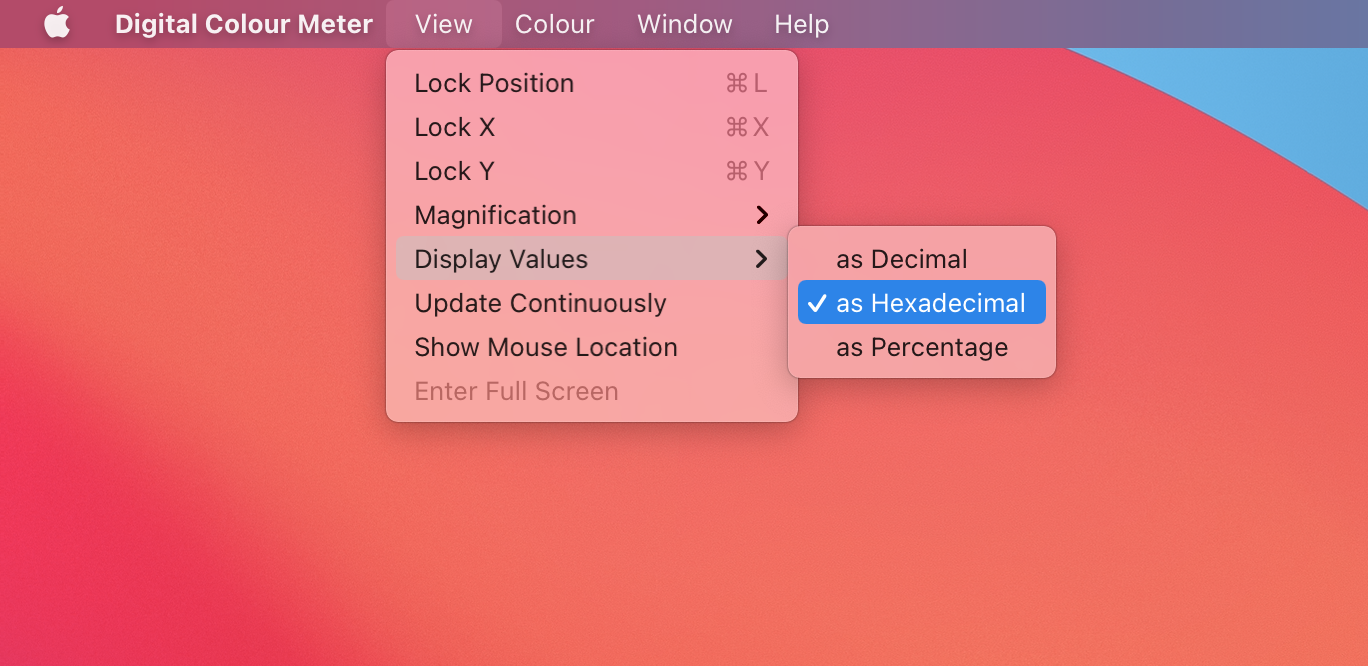 Digital Colour Meter View Colour Window Help
Lock Position ⌘ L
Lock X ⌘ X
Lock Y ⌘ Y
Magnification
Display Values
Update Continuously
Show Mouse Location
Enter Full Screen
as Decimal
✓ as Hexadecimal
as Percentage